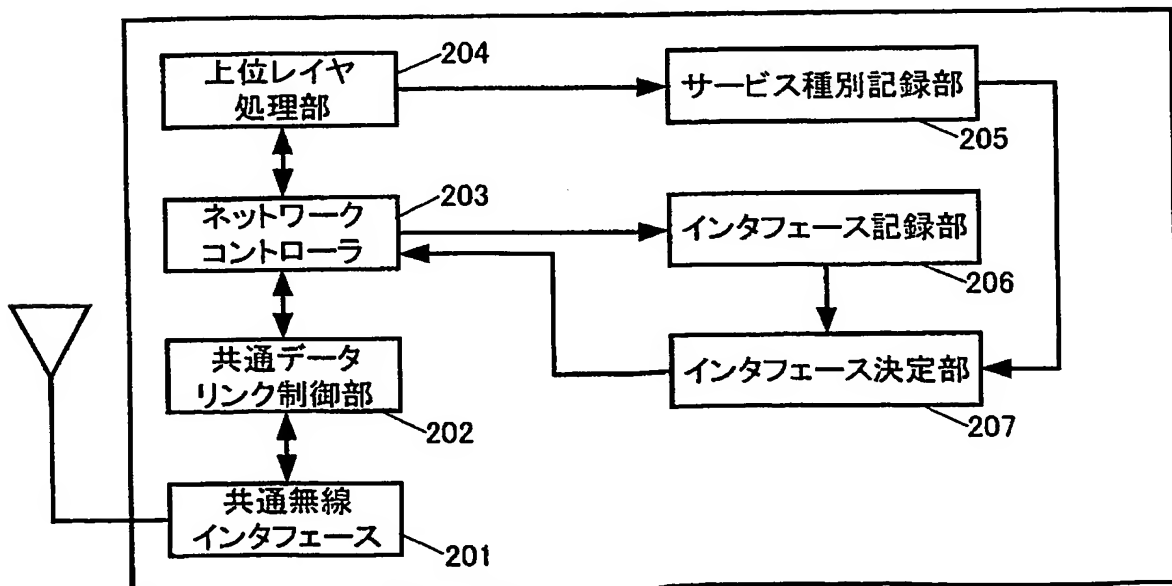 上位レイヤ
処理部
204
サービス種別記録部
205
ネットワーク
コントローラ
203
インタフェース記録部
206
共通データ
リンク制御部
202
インタフェース決定部
207
共通無線
インタフェース
201